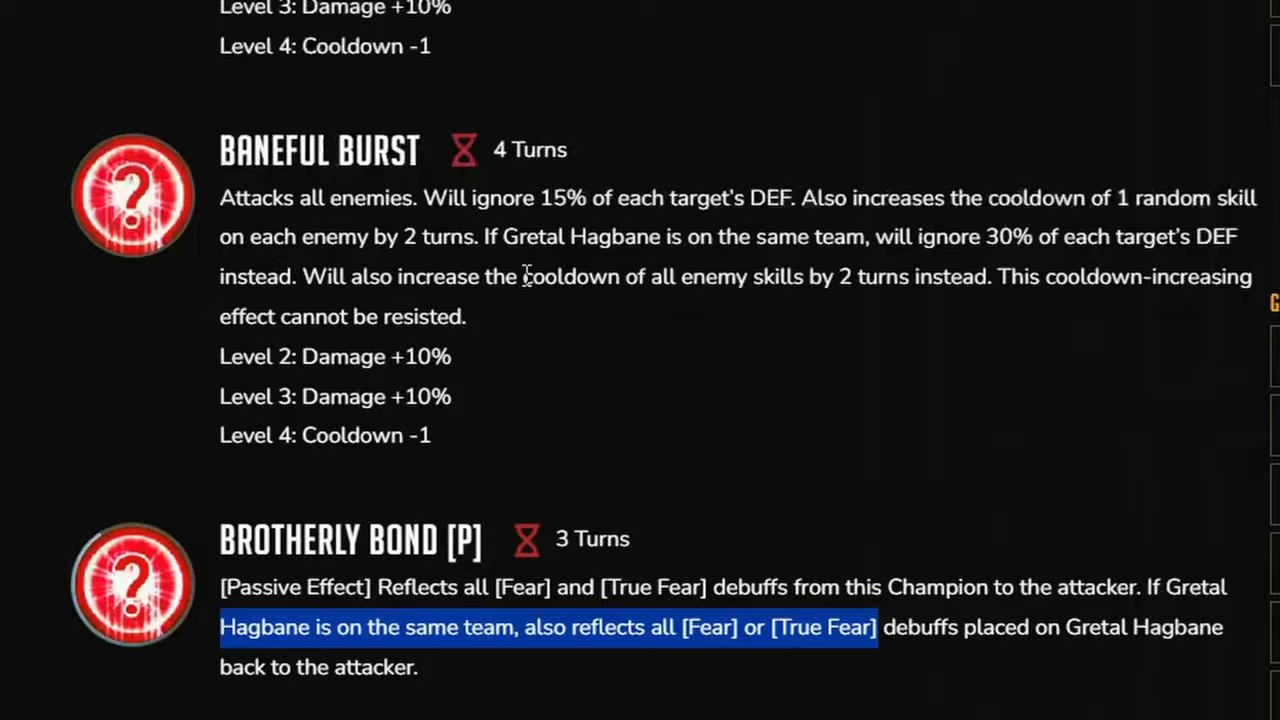 Level 3: Damage +10%
Level 4: Cooldown -1
BANEFUL BURST 4 Turns
Attacks all enemies. Will ignore 15% of each target’s DEF. Also increases the cooldown of 1 random skill
on each enemy by 2 turns. If Gretal Hagbane is on the same team, will ignore 30% of each target’s DEF
instead. Will also increase the cooldown of all enemy skills by 2 turns instead. This cooldown-increasing
effect cannot be resisted.
Level 2: Damage +10%
Level 3: Damage +10%
Level 4: Cooldown -1
BROTHERLY BOND [P] 3 Turns
[Passive Effect] Reflects all [Fear] and [True Fear] debuffs from this Champion to the attacker. If Gretal
Hagbane is on the same team, also reflects all [Fear] or [True Fear] debuffs placed on Gretal Hagbane
back to the attacker.